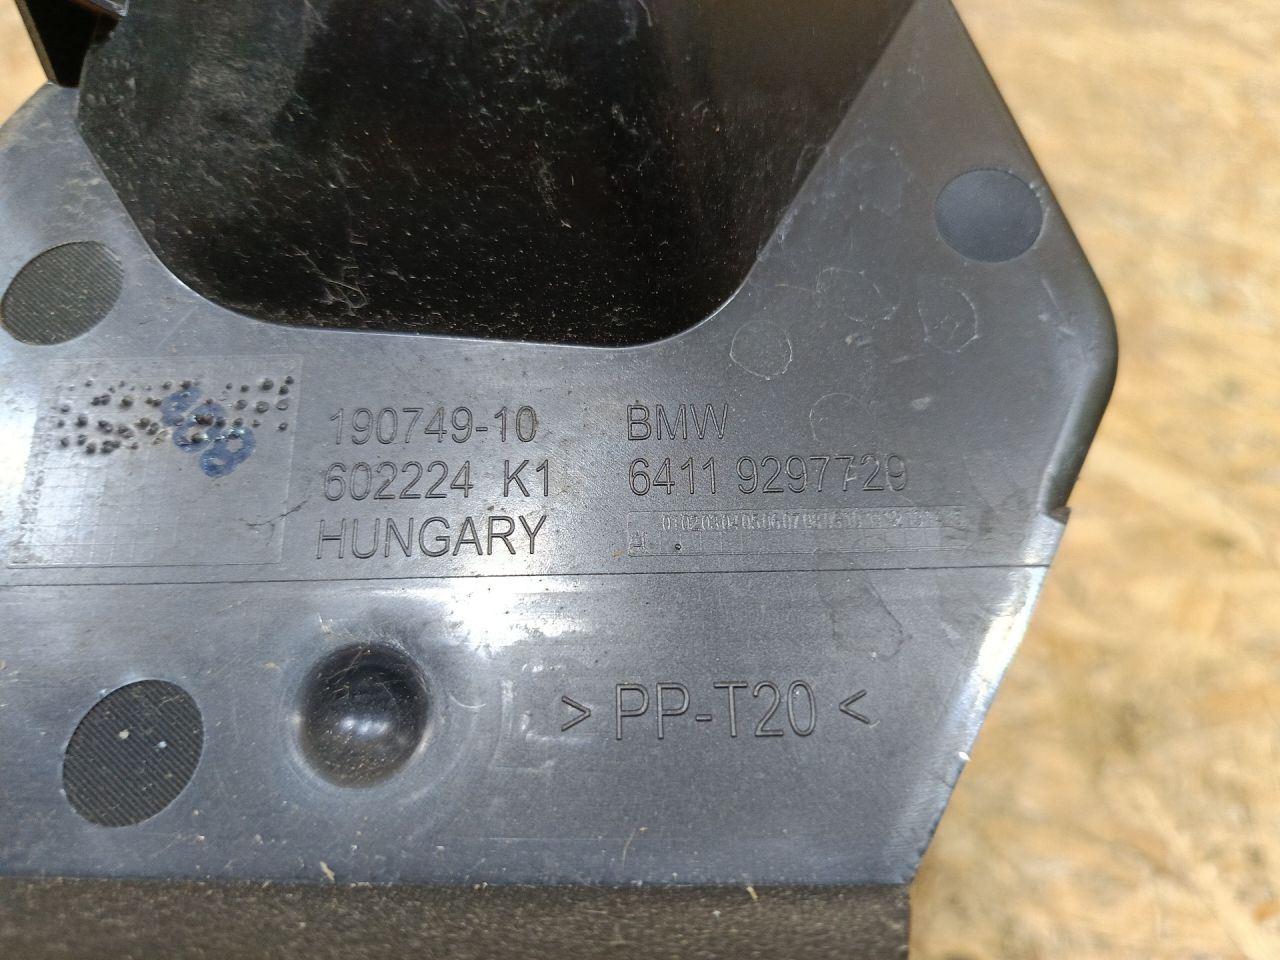 190749-10
602224 K1
HUNGARY
BMW
6411 9297729
> PP-T20 <